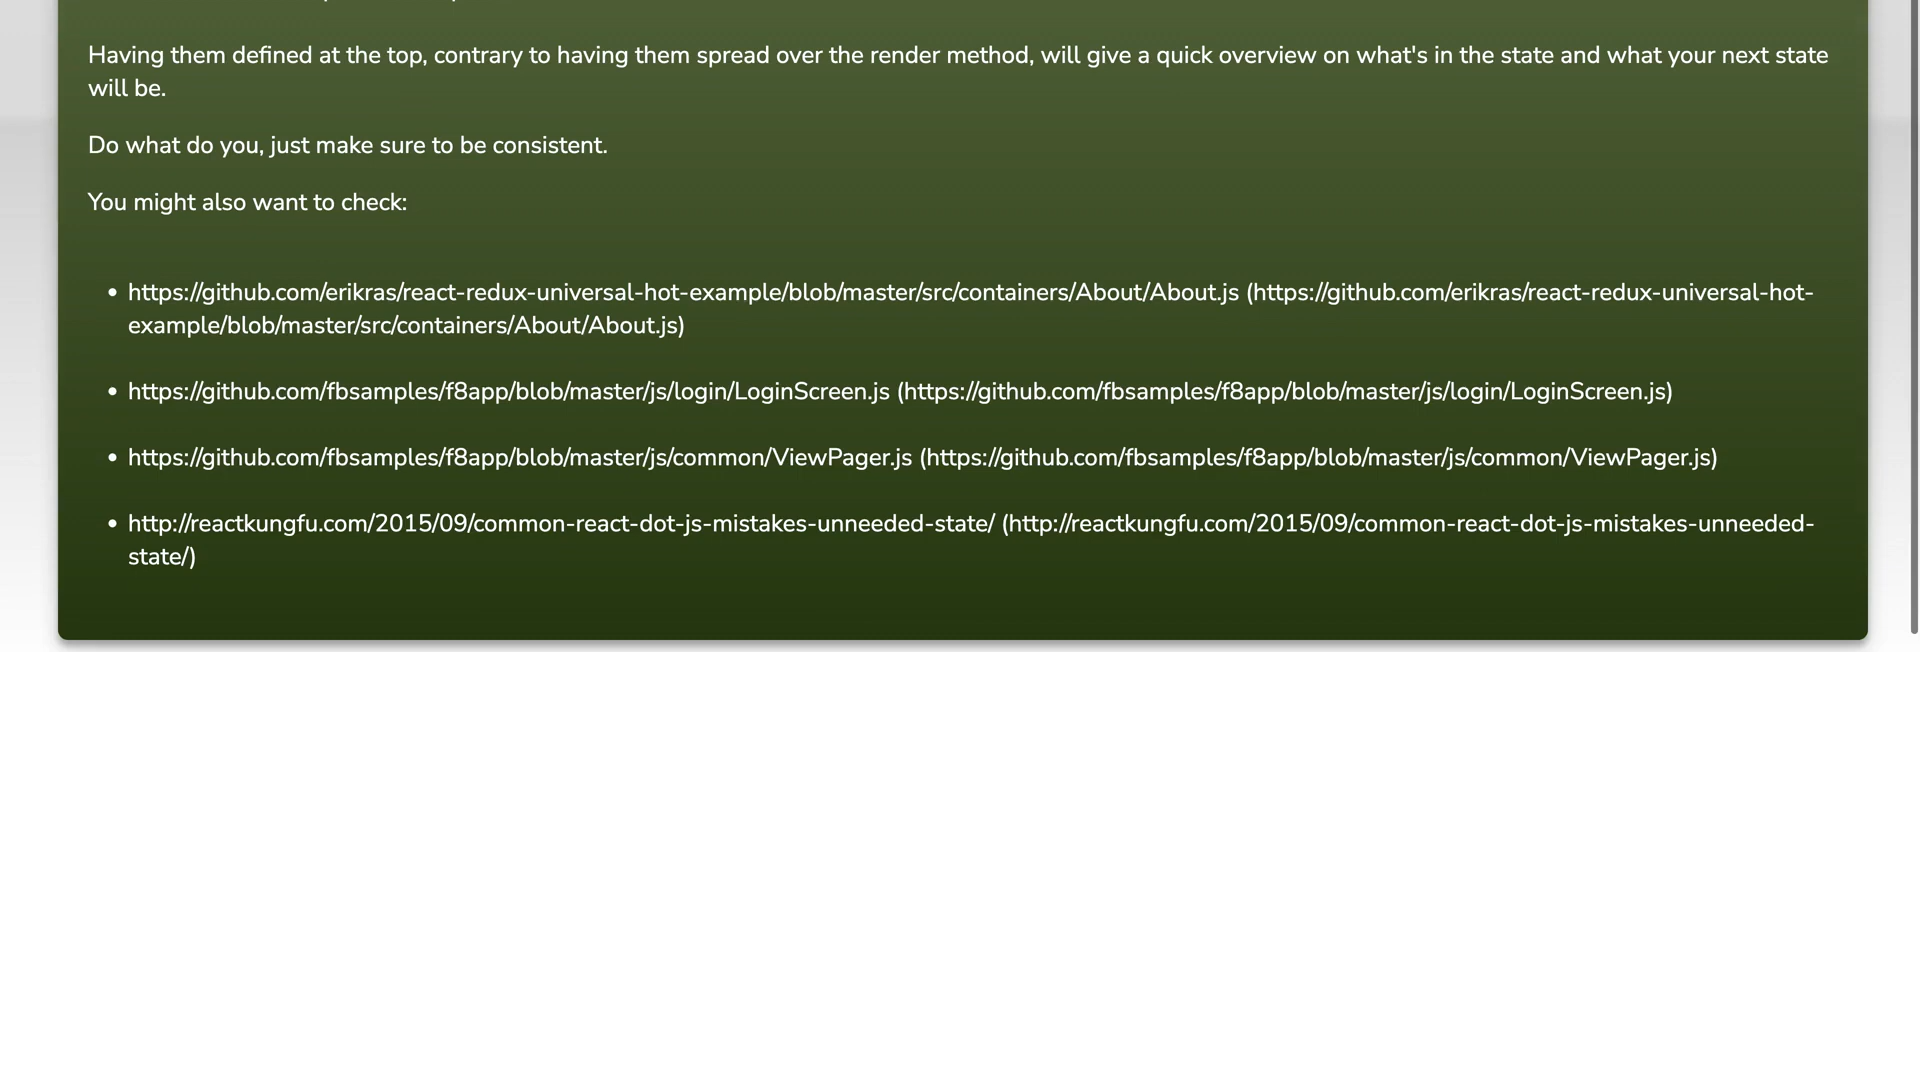 Having them defined at the top, contrary to having them spread over the render method, will give a quick overview on what's in the state and what your next state
will be.
Do what do you, just make sure to be consistent.
You might also want to check:
• https://github.com/erikras/react-redux-universal-hot-example/blob/master/src/containers/About/About.js (https://github.com/erikras/react-redux-universal-hot-
example/blob/master/src/containers/About/About.js)
• https://github.com/fbsamples/f8app/blob/master/js/login/LoginScreen.js (https://github.com/fbsamples/f8app/blob/master/js/login/LoginScreen.js)
• https://github.com/fbsamples/f8app/blob/master/js/common/ViewPager.js (https://github.com/fbsamples/f8app/blob/master/js/common/ViewPager.js)
• http://reactkungfu.com/2015/09/common-react-dot-js-mistakes-unneeded-state/ (http://reactkungfu.com/2015/09/common-react-dot-js-mistakes-unneeded-
state/)